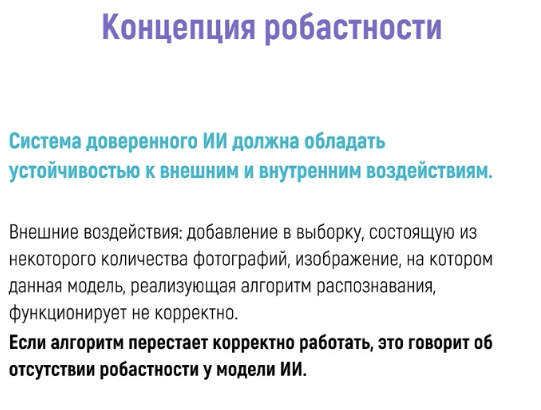 Концепция робастности
Система доверенного ИИ должна обладать
устойчивостью к внешним и внутренним воздействиям.
Внешние воздействия: добавление в выборку, состоящую из
некоторого количества фотографий, изображение, на котором
данная модель, реализующая алгоритм распознавания,
функционирует не корректно.
Если алгоритм перестает корректно работать, это говорит об
отсутствии робастности у модели ИИ.